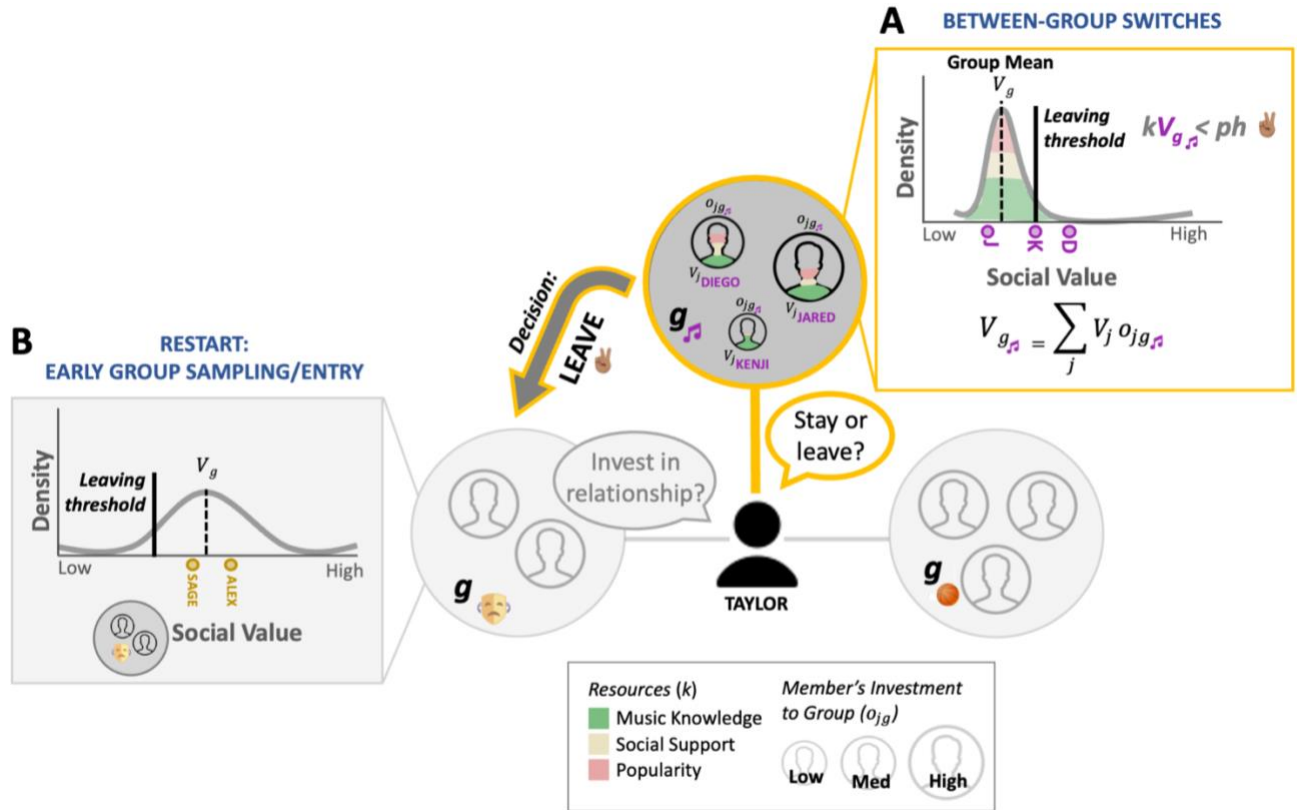 A
BETWEEN-GROUP SWITCHES
Group Mean
V_g
Leaving
threshold
kV_g♫ < ph ✌🏽
Density
Low
High
J
K
D
Social Value
V_g♫ = ∑_j V_j o_jg♫
o_jg♫
V_j DIEGO
o_jg♫
V_j JARED
o_jg♫
V_j KENJI
g♫
Decision:
LEAVE ✌🏽
B
RESTART:
EARLY GROUP SAMPLING/ENTRY
Density
Leaving
threshold
V_g
Low
High
SAGE
ALEX
Social Value
Invest in
relationship?
Stay or
leave?
g
TAYLOR
g
Resources (k)
Music Knowledge
Social Support
Popularity
Member's Investment
to Group (o_jg)
Low
Med
High